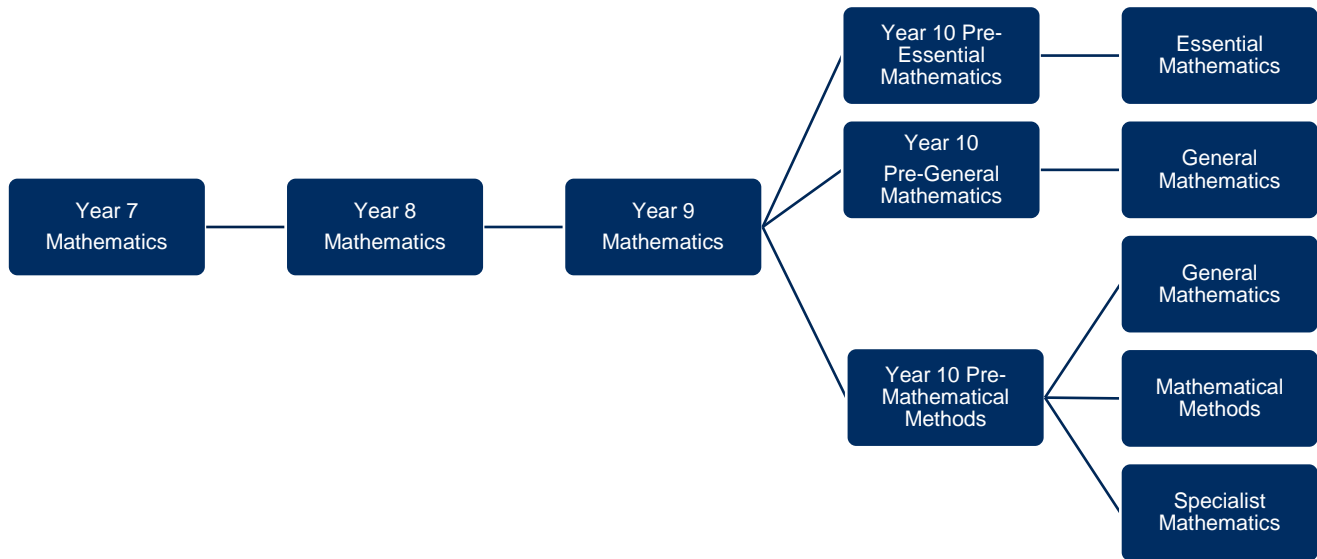 Year 7
Mathematics
Year 8
Mathematics
Year 9
Mathematics
Year 10 Pre-
Essential
Mathematics
Essential
Mathematics
Year 10
Pre-General
Mathematics
General
Mathematics
Year 10 Pre-
Mathematical
Methods
General
Mathematics
Mathematical
Methods
Specialist
Mathematics